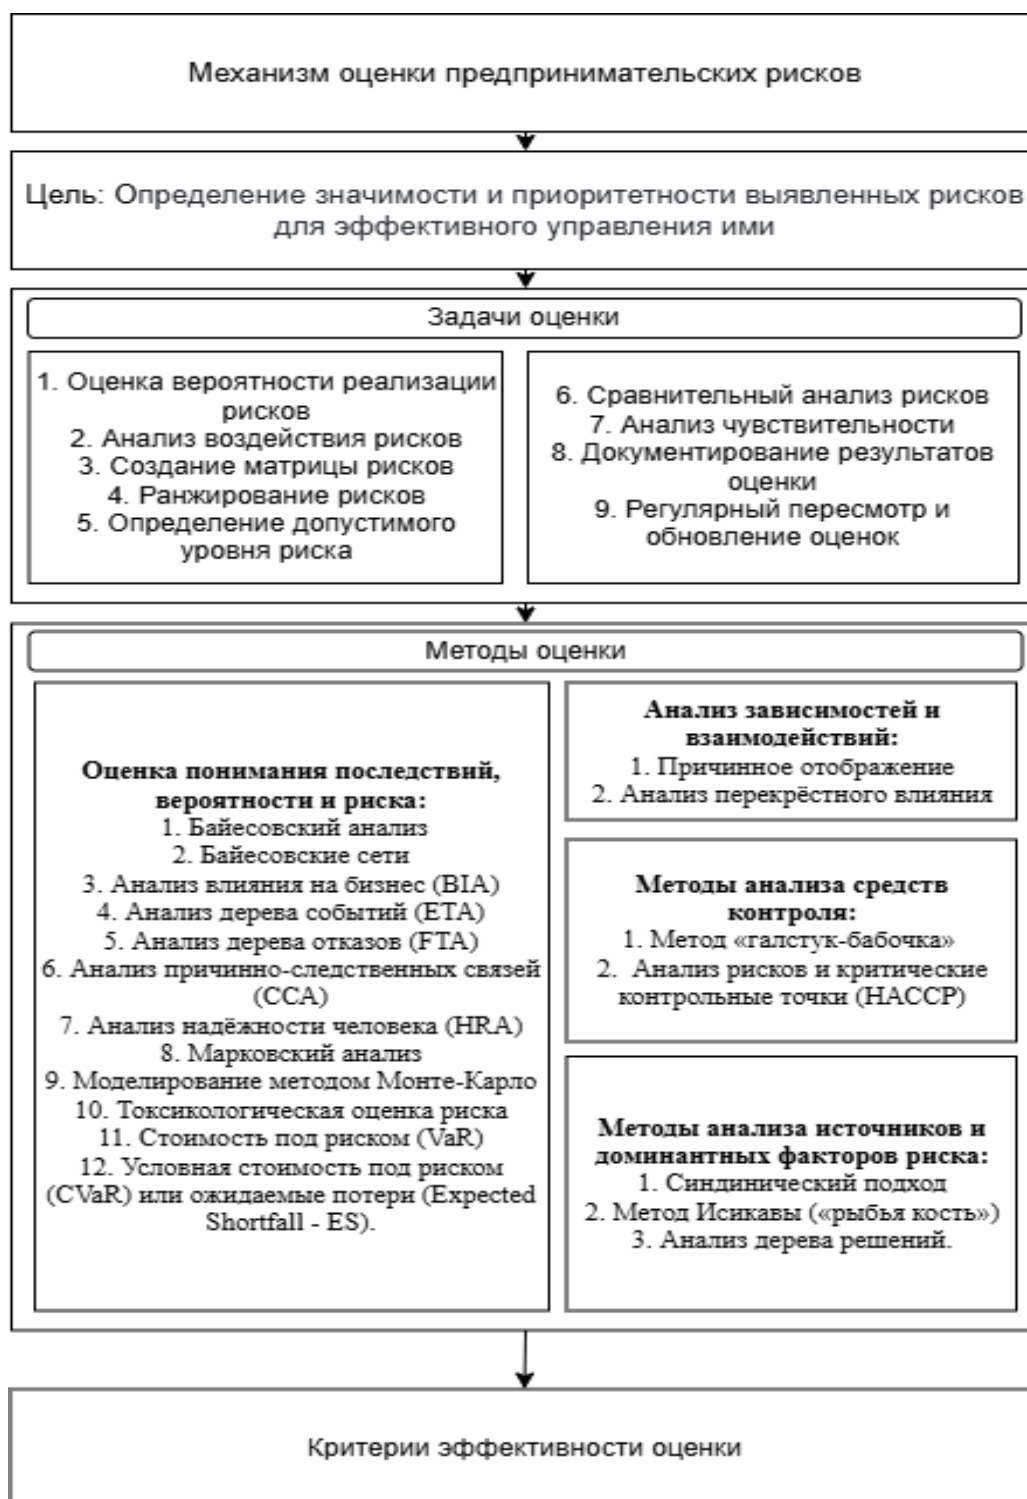 Механизм оценки предпринимательских рисков
Цель: Определение значимости и приоритетности выявленных рисков
для эффективного управления ими
Задачи оценки
1. Оценка вероятности реализации
рисков
2. Анализ воздействия рисков
3. Создание матрицы рисков
4. Ранжирование рисков
5. Определение допустимого
уровня риска
6. Сравнительный анализ рисков
7. Анализ чувствительности
8. Документирование результатов
оценки
9. Регулярный пересмотр и
обновление оценок
Методы оценки
Оценка понимания последствий,
вероятности и риска:
1. Байесовский анализ
2. Байесовские сети
3. Анализ влияния на бизнес (BIA)
4. Анализ дерева событий (ETA)
5. Анализ дерева отказов (FTA)
6. Анализ причинно-следственных связей
(CCA)
7. Анализ надёжности человека (HRA)
8. Марковский анализ
9. Моделирование методом Монте-Карло
10. Токсикологическая оценка риска
11. Стоимость под риском (VaR)
12. Условная стоимость под риском
(CVaR) или ожидаемые потери (Expected
Shortfall - ES).
Анализ зависимостей и
взаимодействий:
1. Причинное отображение
2. Анализ перекрёстного влияния
Методы анализа средств
контроля:
1. Метод «галстук-бабочка»
2. Анализ рисков и критические
контрольные точки (HACCP)
Методы анализа источников и
доминантных факторов риска:
1. Синдинический подход
2. Метод Исикавы («рыбья кость»)
3. Анализ дерева решений.
Критерии эффективности оценки